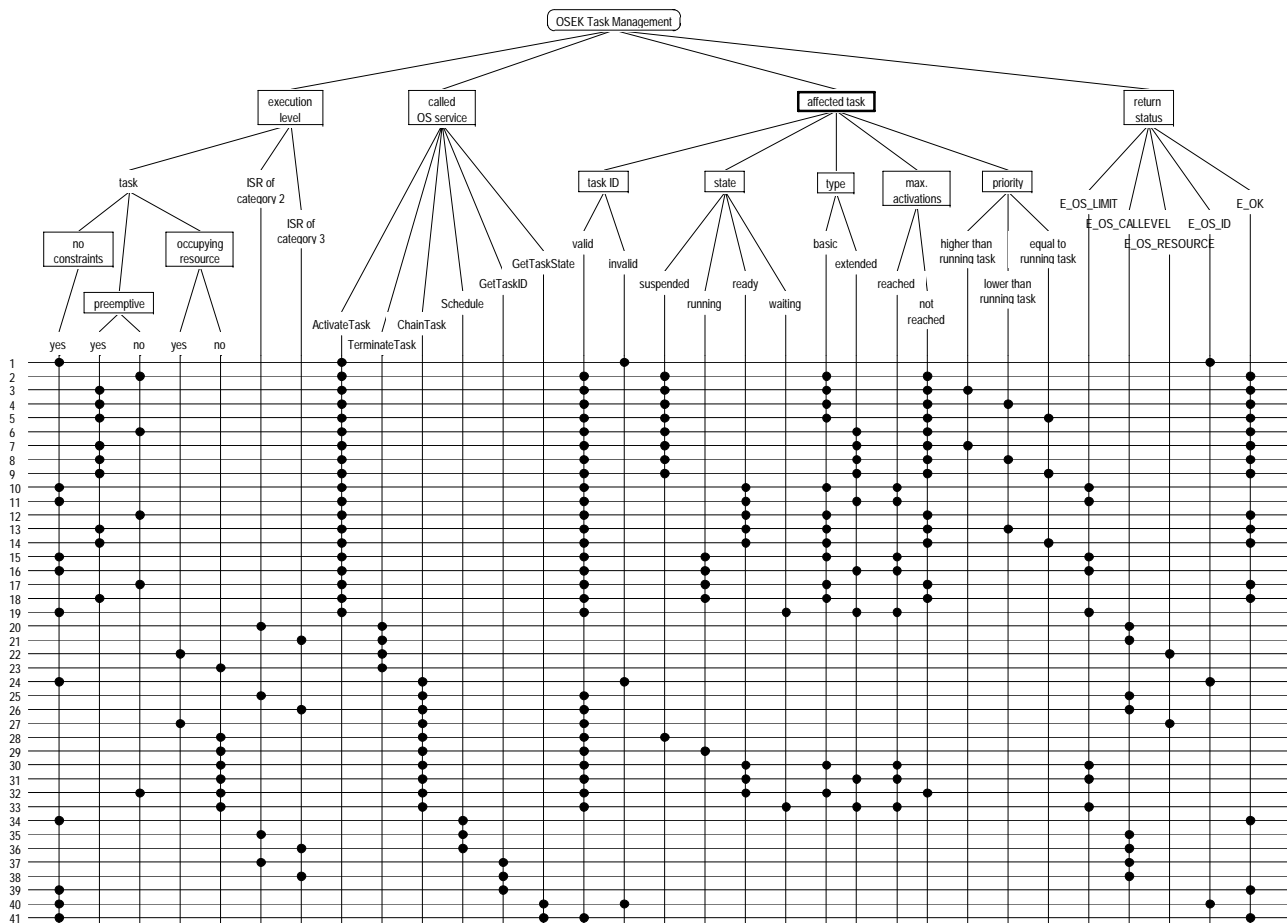 OSEK Task Management
execution
level
called
OS service
affected task
return
status
task
ISR of
category 2
ISR of
category 3
task ID
state
type
max.
activations
priority
E_OS_LIMIT
E_OS_CALLEVEL
E_OS_RESOURCE
E_OS_ID
E_OK
no
constraints
occupying
resource
preemptive
valid
invalid
basic
extended
higher than
running task
lower than
running task
equal to
running task
GetTaskState
GetTaskID
Schedule
ChainTask
ActivateTask
TerminateTask
suspended
running
ready
waiting
reached
not
reached
yes
yes
no
yes
no
1
2
3
4
5
6
7
8
9
10
11
12
13
14
15
16
17
18
19
20
21
22
23
24
25
26
27
28
29
30
31
32
33
34
35
36
37
38
39
40
41